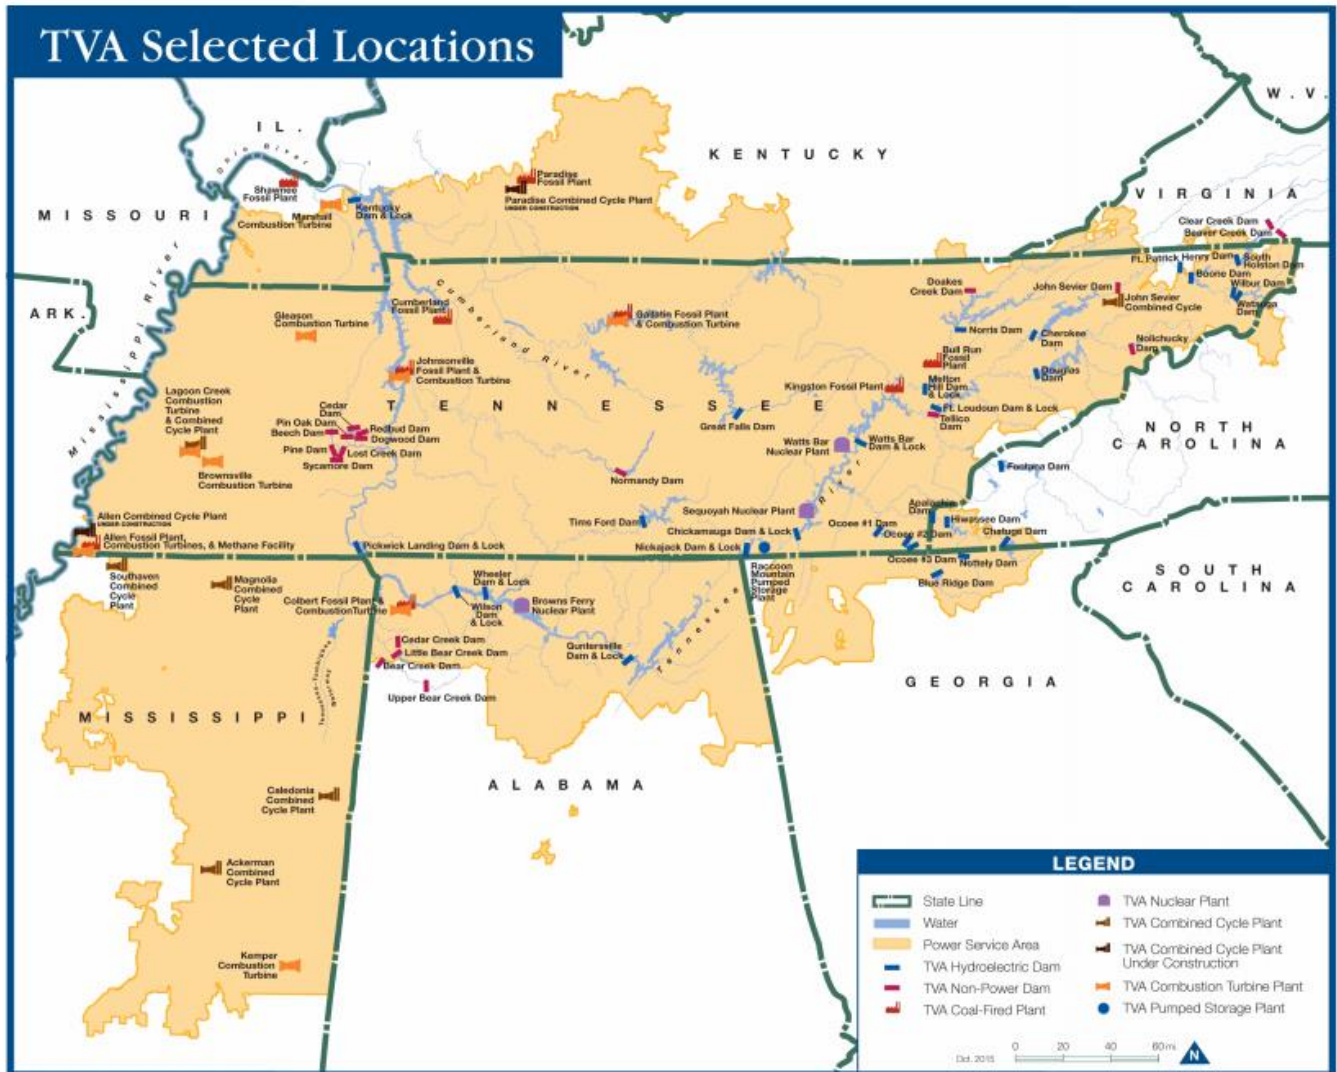 TVA Selected Locations
I L .
Ohio River
K E N T U C K Y
W . V .
V I R G I N I A
M I S S O U R I
A R K .
Mississippi River
Shawnee
Fossil Plant
Marshall
Combustion Turbine
Kentucky
Dam & Lock
Paradise
Fossil Plant
Paradise Combined Cycle Plant
UNDER CONSTRUCTION
Clear Creek Dam
Beaver Creek Dam
Ft. Patrick Henry Dam
South
Holston Dam
Boone Dam
Wilbur Dam
Watauga
Dam
Doakes
Creek Dam
John Sevier Dam
John Sevier
Combined Cycle
Cumberland
Fossil Plant
Cumberland River
Gleason
Combustion Turbine
Gallatin Fossil Plant
& Combustion Turbine
Norris Dam
Cherokee
Dam
Nolichucky
Dam
Johnsonville
Fossil Plant &
Combustion Turbine
Bull Run
Fossil
Plant
Douglas
Dam
Kingston Fossil Plant
Melton
Hill Dam
& Lock
Ft. Loudoun Dam & Lock
Tellico
Dam
T E N N E S S E E
Lagoon Creek
Combustion
Turbine
& Combined
Cycle Plant
Brownsville
Combustion Turbine
Cedar
Dam
Pin Oak Dam
Redbud Dam
Beech Dam
Dogwood Dam
Pine Dam
Lost Creek Dam
Sycamore Dam
Great Falls Dam
Watts Bar
Nuclear Plant
Watts Bar
Dam & Lock
N O R T H
C A R O L I N A
Normandy Dam
Fontana Dam
Allen Combined Cycle Plant
UNDER CONSTRUCTION
Allen Fossil Plant,
Combustion Turbines, & Methane Facility
Tims Ford Dam
Sequoyah Nuclear Plant
River
Chickamauga Dam & Lock
Nickajack Dam & Lock
Ocoee #1 Dam
Apalachia
Dam
Hiwassee Dam
Ocoee #2 Dam
Chatuge Dam
Ocoee #3 Dam
Nottely Dam
Blue Ridge Dam
Pickwick Landing Dam & Lock
Raccoon
Mountain
Pumped
Storage
Plant
S O U T H
C A R O L I N A
Southaven
Combined
Cycle
Plant
Magnolia
Combined
Cycle
Plant
Colbert Fossil Plant &
Combustion Turbine
Wheeler
Dam & Lock
Wilson
Dam
& Lock
Browns Ferry
Nuclear Plant
Guntersville
Dam & Lock
Tennessee
Cedar Creek Dam
Little Bear Creek Dam
Bear Creek Dam
Upper Bear Creek Dam
Tennessee-Tombigbee
Waterway
G E O R G I A
M I S S I S S I P P I
A L A B A M A
Caledonia
Combined
Cycle Plant
Ackerman
Combined
Cycle Plant
Kemper
Combustion
Turbine
LEGEND
State Line
Water
Power Service Area
TVA Hydroelectric Dam
TVA Non-Power Dam
TVA Coal-Fired Plant
TVA Nuclear Plant
TVA Combined Cycle Plant
TVA Combined Cycle Plant
Under Construction
TVA Combustion Turbine Plant
TVA Pumped Storage Plant
Oct. 2015
0 20 40 60 mi
N